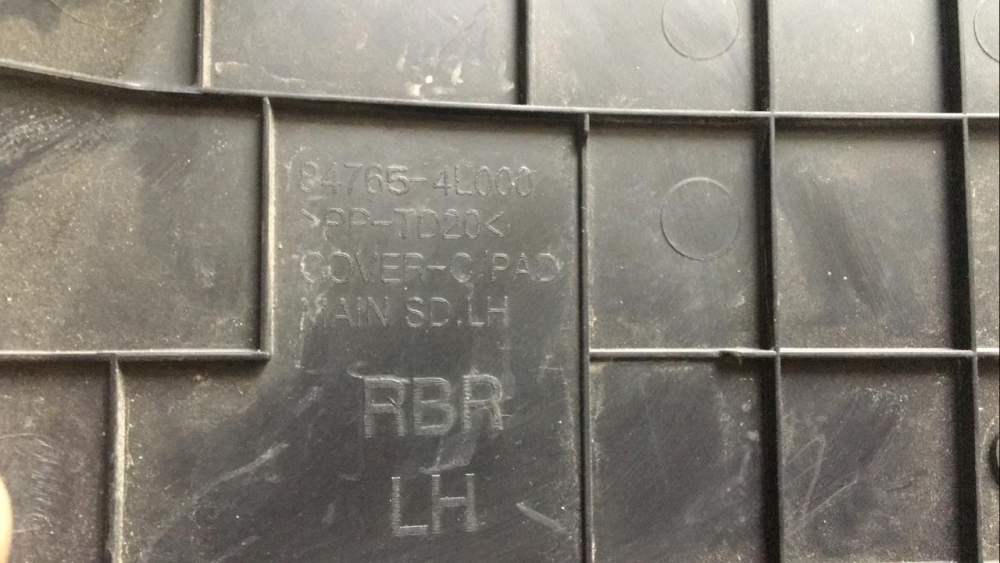 84765-4L000
>PP-TD20<
COVER-C/PAD
MAIN SD.LH
RBR
LH